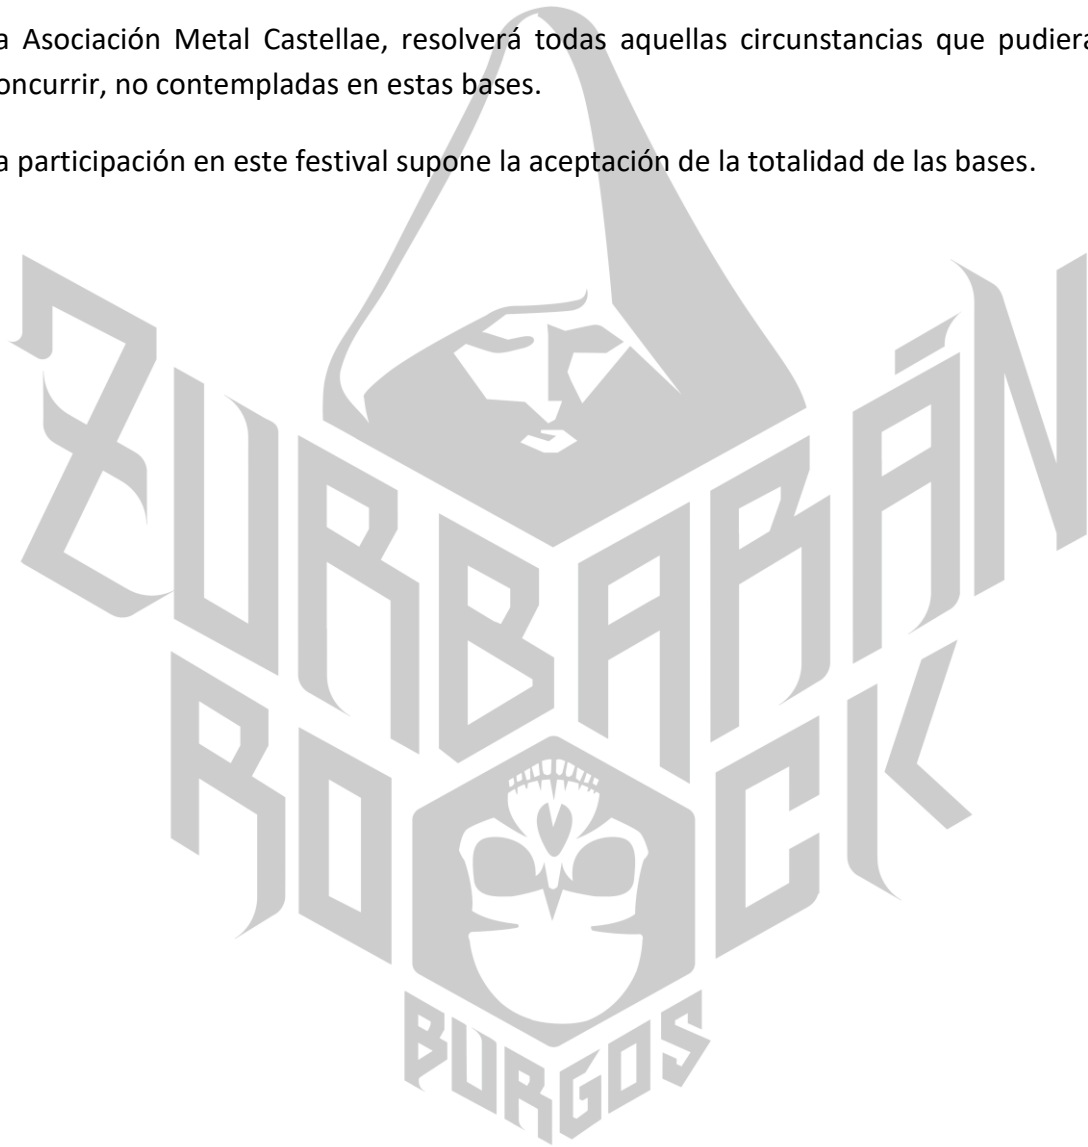 a Asociación Metal Castellae, resolverá todas aquellas circunstancias que pudiera
oncurrir, no contempladas en estas bases.
a participación en este festival supone la aceptación de la totalidad de las bases.
ZURBARÁN
ROCK
BURGOS